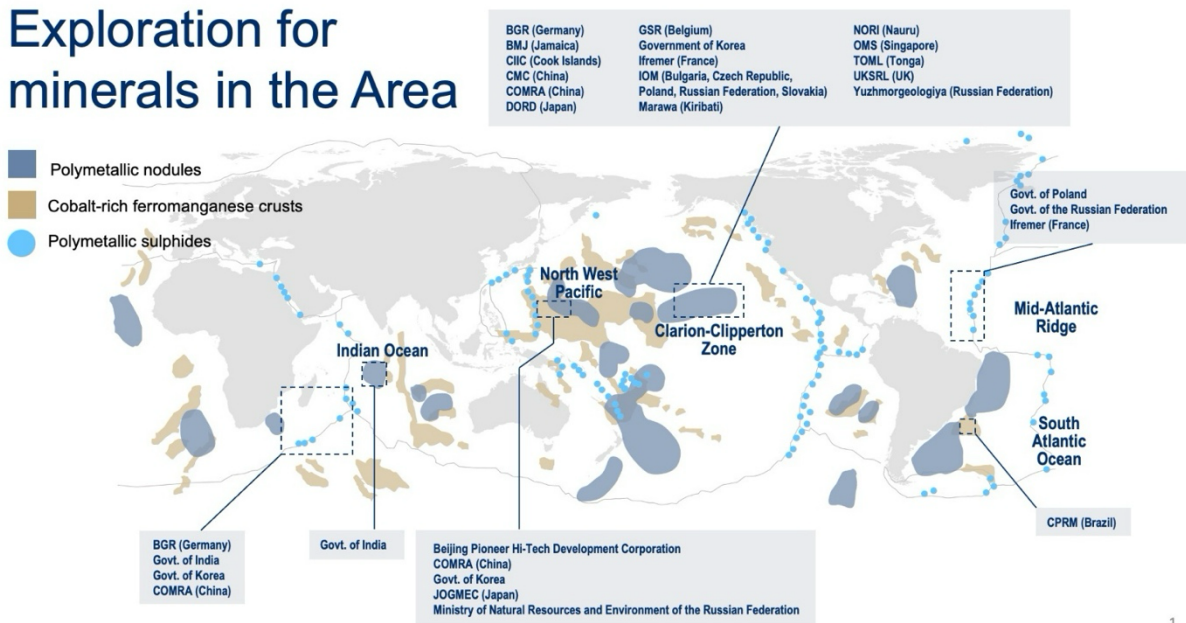 Exploration for
minerals in the Area
Polymetallic nodules
Cobalt-rich ferromanganese crusts
Polymetallic sulphides
BGR (Germany)
BMJ (Jamaica)
CIIC (Cook Islands)
CMC (China)
COMRA (China)
DORD (Japan)
GSR (Belgium)
Government of Korea
Ifremer (France)
IOM (Bulgaria, Czech Republic,
Poland, Russian Federation, Slovakia)
Marawa (Kiribati)
NORI (Nauru)
OMS (Singapore)
TOML (Tonga)
UKSRL (UK)
Yuzhmorgeologiya (Russian Federation)
Govt. of Poland
Govt. of the Russian Federation
Ifremer (France)
North West
Pacific
Clarion-Clipperton
Zone
Mid-Atlantic
Ridge
Indian Ocean
South
Atlantic
Ocean
BGR (Germany)
Govt. of India
Govt. of Korea
COMRA (China)
Govt. of India
Beijing Pioneer Hi-Tech Development Corporation
COMRA (China)
Govt. of Korea
JOGMEC (Japan)
Ministry of Natural Resources and Environment of the Russian Federation
CPRM (Brazil)
1